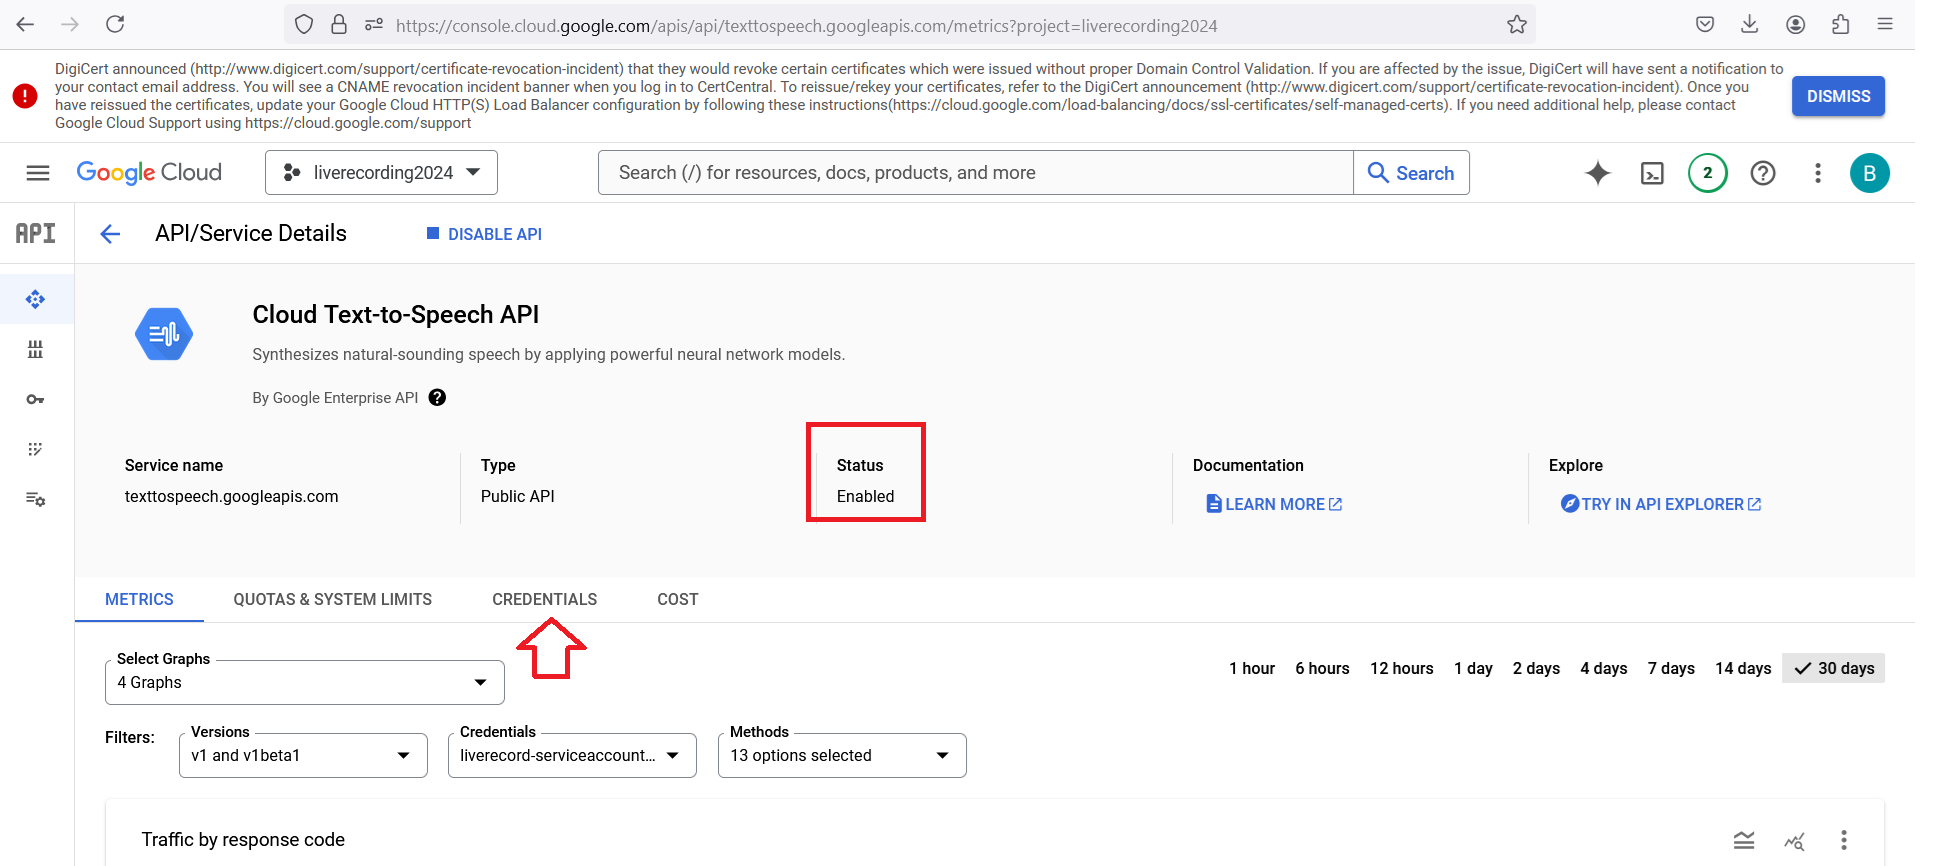 https://console.cloud.google.com/apis/api/texttospeech.googleapis.com/metrics?project=liverecording2024
DigiCert announced (http://www.digicert.com/support/certificate-revocation-incident) that they would revoke certain certificates which were issued without proper Domain Control Validation. If you are affected by the issue, DigiCert will have sent a notification to
your contact email address. You will see a CNAME revocation incident banner when you log in to CertCentral. To reissue/rekey your certificates, refer to the DigiCert announcement (http://www.digicert.com/support/certificate-revocation-incident). Once you
have reissued the certificates, update your Google Cloud HTTP(S) Load Balancer configuration by following these instructions(https://cloud.google.com/load-balancing/docs/ssl-certificates/self-managed-certs). If you need additional help, please contact
Google Cloud Support using https://cloud.google.com/support
DISMISS
Google Cloud
liverecording2024
Search (/) for resources, docs, products, and more
Search
2
B
API
API/Service Details
DISABLE API
Cloud Text-to-Speech API
Synthesizes natural-sounding speech by applying powerful neural network models.
By Google Enterprise API
Service name
texttospeech.googleapis.com
Type
Public API
Status
Enabled
Documentation
LEARN MORE
Explore
TRY IN API EXPLORER
METRICS
QUOTAS & SYSTEM LIMITS
CREDENTIALS
COST
Select Graphs
4 Graphs
1 hour
6 hours
12 hours
1 day
2 days
4 days
7 days
14 days
30 days
Filters:
Versions
v1 and v1beta1
Credentials
liverecord-serviceaccount...
Methods
13 options selected
Traffic by response code